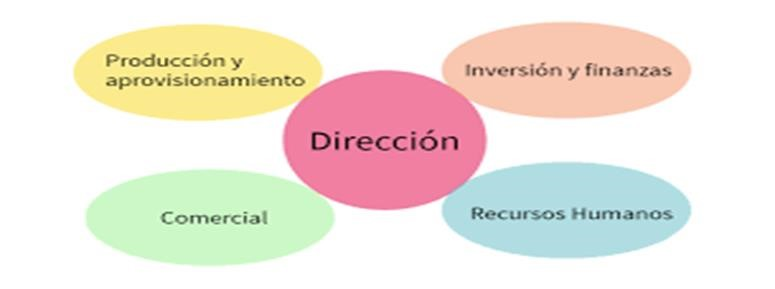 Producción y
aprovisionamiento
Inversión y finanzas
Dirección
Comercial
Recursos Humanos